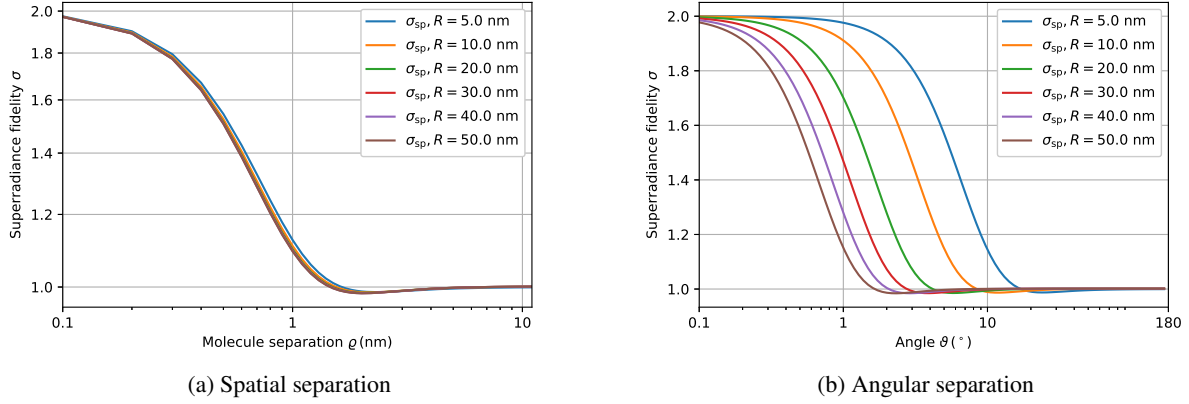 2.0
1.8
1.6
1.4
1.2
1.0
Superradiance fidelity σ
0.1
1
10
Molecule separation ϱ (nm)
σsp, R = 5.0 nm
σsp, R = 10.0 nm
σsp, R = 20.0 nm
σsp, R = 30.0 nm
σsp, R = 40.0 nm
σsp, R = 50.0 nm
(a) Spatial separation
2.0
1.8
1.6
1.4
1.2
1.0
Superradiance fidelity σ
0.1
1
10
180
Angle ϑ (°)
σsp, R = 5.0 nm
σsp, R = 10.0 nm
σsp, R = 20.0 nm
σsp, R = 30.0 nm
σsp, R = 40.0 nm
σsp, R = 50.0 nm
(b) Angular separation